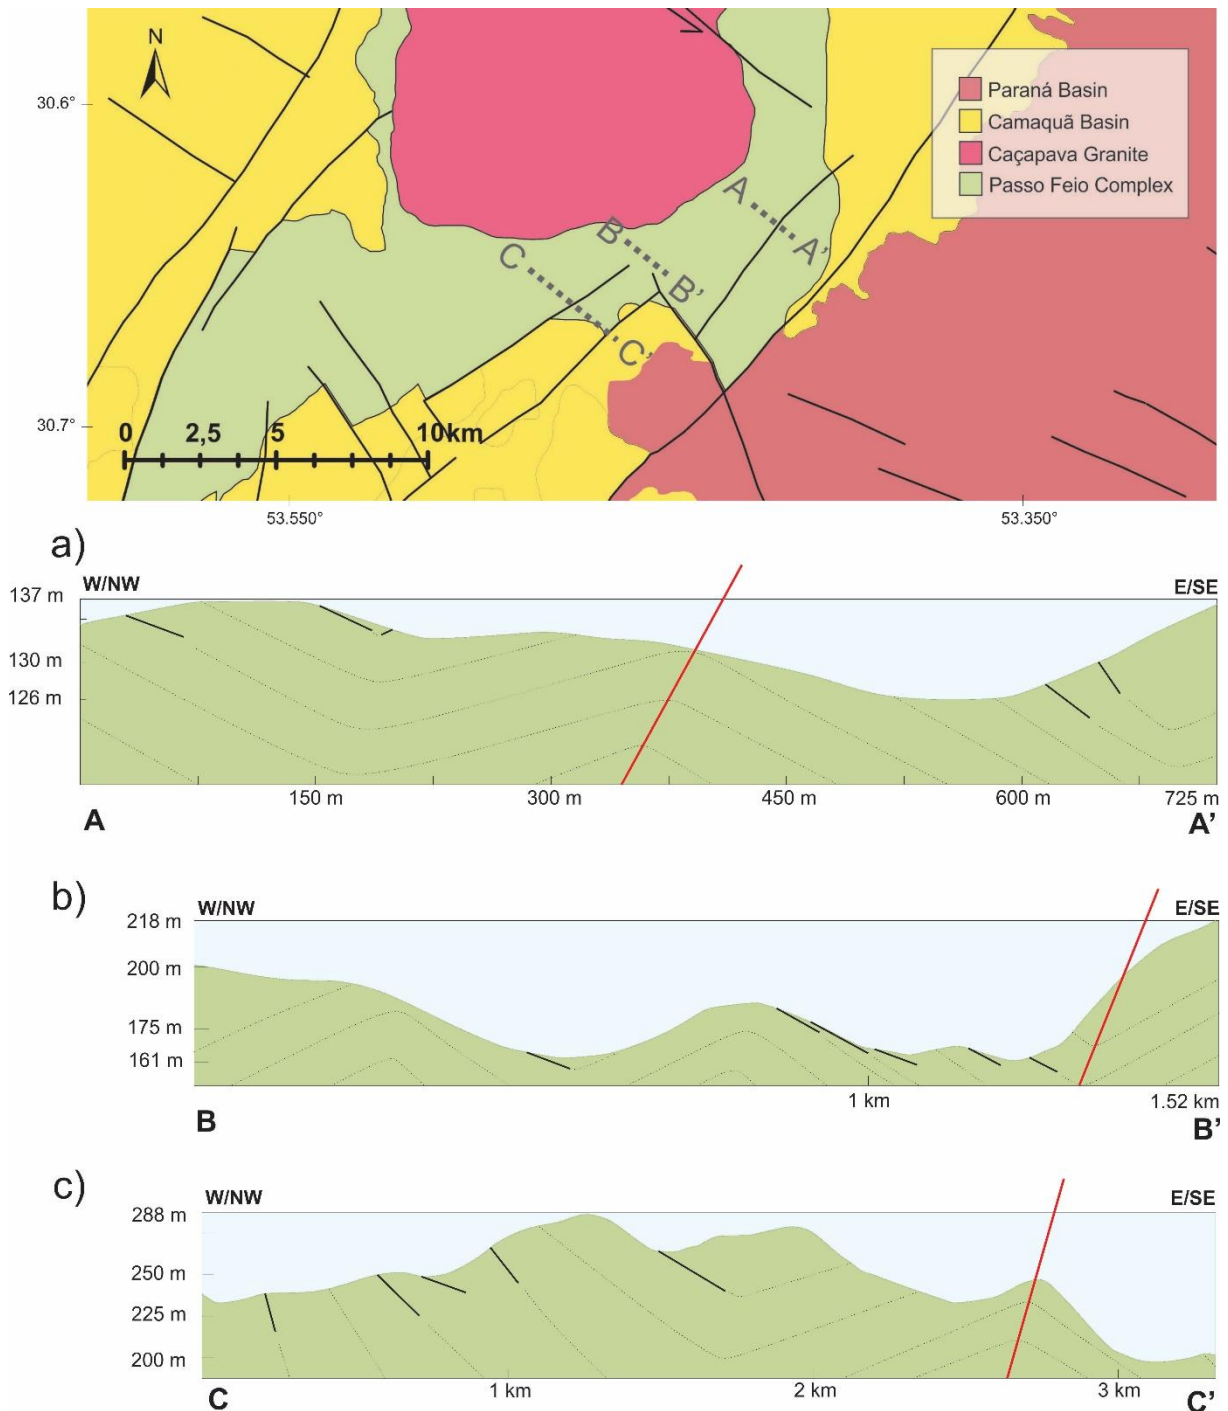 N
30.6°
30.7°
Paraná Basin
Camaquã Basin
Caçapava Granite
Passo Feio Complex
A
A'
B
B'
C
C'
0 2,5 5 10km
53.550° 53.350°
a)
W/NW E/SE
137 m
130 m
126 m
150 m 300 m 450 m 600 m 725 m
A A'
b)
W/NW E/SE
218 m
200 m
175 m
161 m
1 km 1.52 km
B B'
c)
W/NW E/SE
288 m
250 m
225 m
200 m
1 km 2 km 3 km
C C'